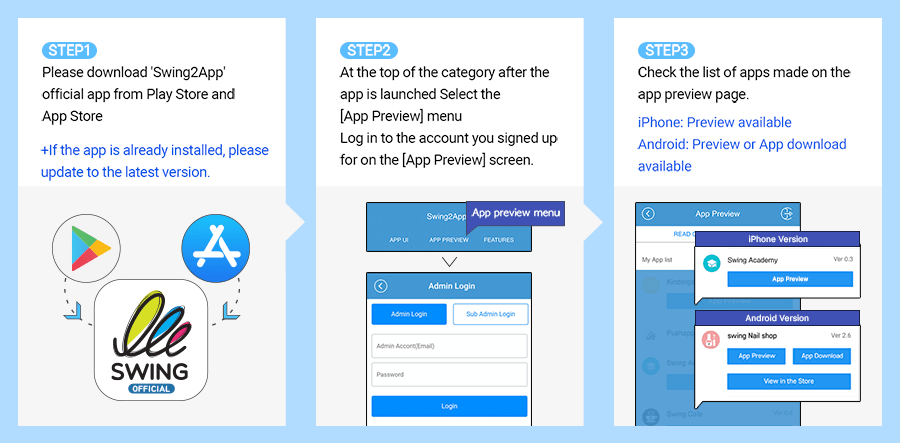 STEP1
Please download 'Swing2App'
official app from Play Store and
App Store
+If the app is already installed, please
update to the latest version.
SWING
OFFICIAL
STEP2
At the top of the category after the
app is launched Select the
[App Preview] menu
Log in to the account you signed up
for on the [App Preview] screen.
Swing2App
App preview menu
APP UI APP PREVIEW FEATURES
Admin Login
Admin Login Sub Admin Login
Admin Accont(Email)
Password
Login
STEP3
Check the list of apps made on the
app preview page.
iPhone: Preview available
Android: Preview or App download
available
App Preview
READ
My App list
iPhone Version
Swing Academy Ver 0.3
App Preview
Android Version
swing Nail shop Ver 2.6
App Preview App Download
View in the Store
Swing Cafe